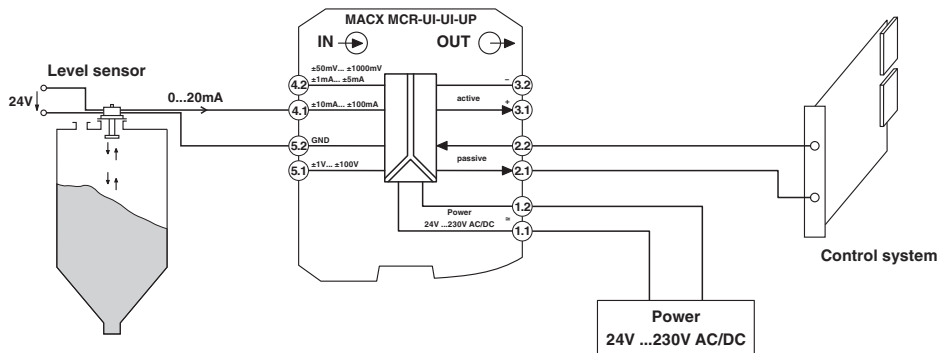 MACX MCR-UI-UI-UP
IN
OUT
Level sensor
24V
0...20mA
4.2
±50mV... ±1000mV
±1mA... ±5mA
4.1
±10mA... ±100mA
5.2
GND
5.1
±1V... ±100V
–
3.2
active
+
3.1
2.2
passive
2.1
1.2
Power
24V ...230V AC/DC
≅
1.1
Control system
Power
24V ...230V AC/DC